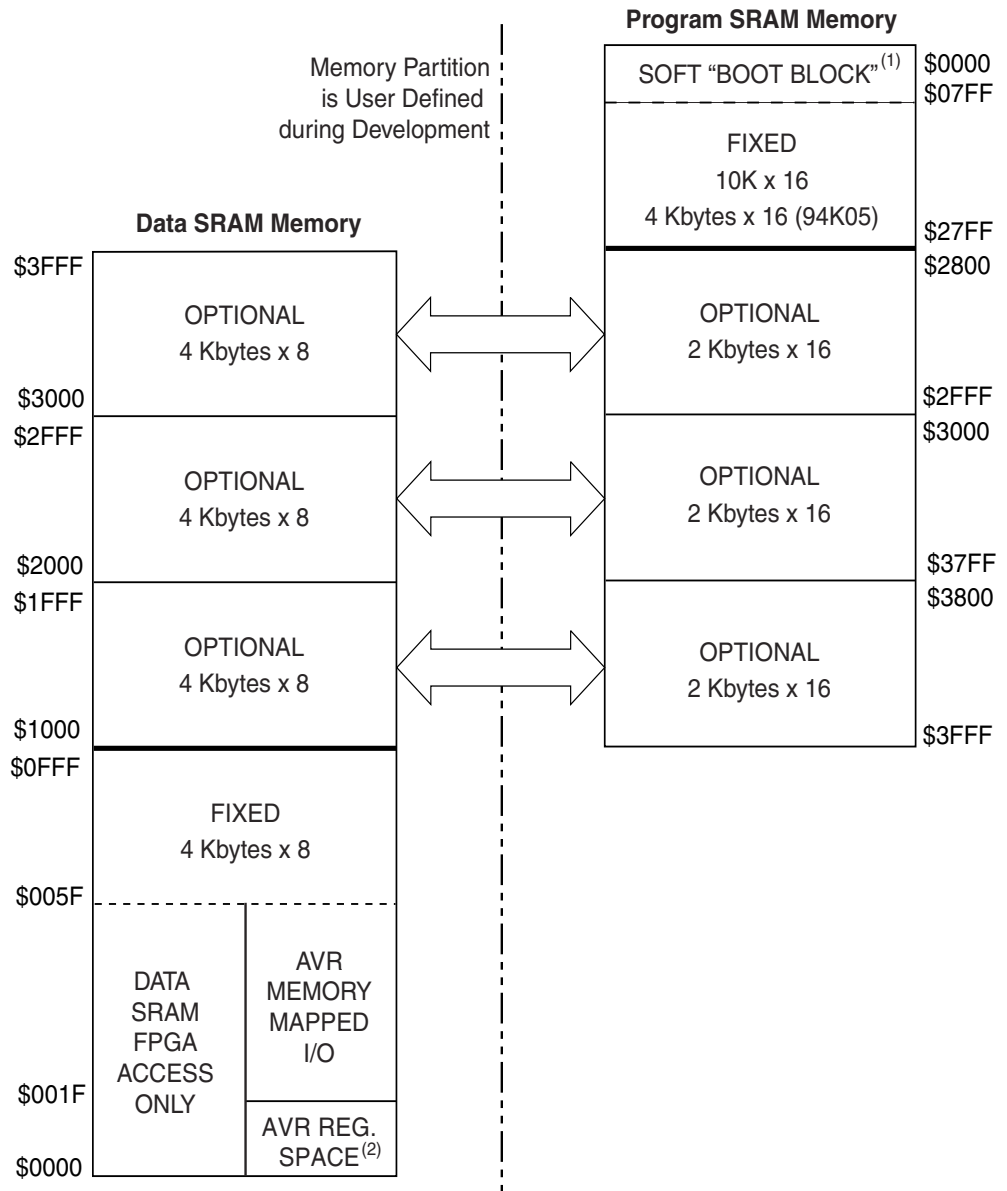 Program SRAM Memory
Memory Partition
is User Defined
during Development
SOFT “BOOT BLOCK”(1)
$0000
$07FF
FIXED
10K x 16
4 Kbytes x 16 (94K05)
$27FF
$2800
OPTIONAL
2 Kbytes x 16
$2FFF
$3000
OPTIONAL
2 Kbytes x 16
$37FF
$3800
OPTIONAL
2 Kbytes x 16
$3FFF
Data SRAM Memory
$3FFF
OPTIONAL
4 Kbytes x 8
$3000
$2FFF
OPTIONAL
4 Kbytes x 8
$2000
$1FFF
OPTIONAL
4 Kbytes x 8
$1000
$0FFF
FIXED
4 Kbytes x 8
$005F
DATA
SRAM
FPGA
ACCESS
ONLY
AVR
MEMORY
MAPPED
I/O
$001F
AVR REG.
SPACE(2)
$0000